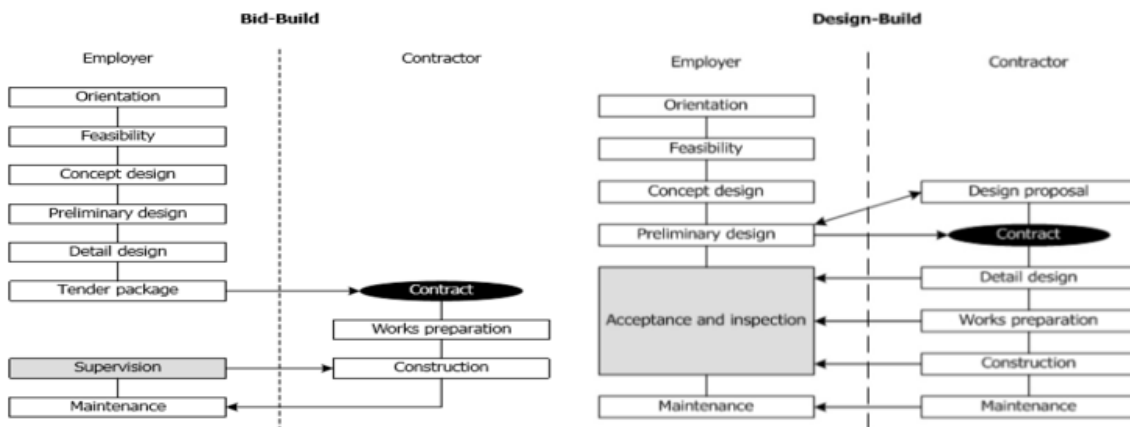 Bid-Build
Employer
Contractor
Orientation
Feasibility
Concept design
Preliminary design
Detail design
Tender package
Contract
Works preparation
Supervision
Construction
Maintenance
Design-Build
Employer
Contractor
Orientation
Feasibility
Concept design
Design proposal
Preliminary design
Contract
Detail design
Acceptance and inspection
Works preparation
Construction
Maintenance
Maintenance